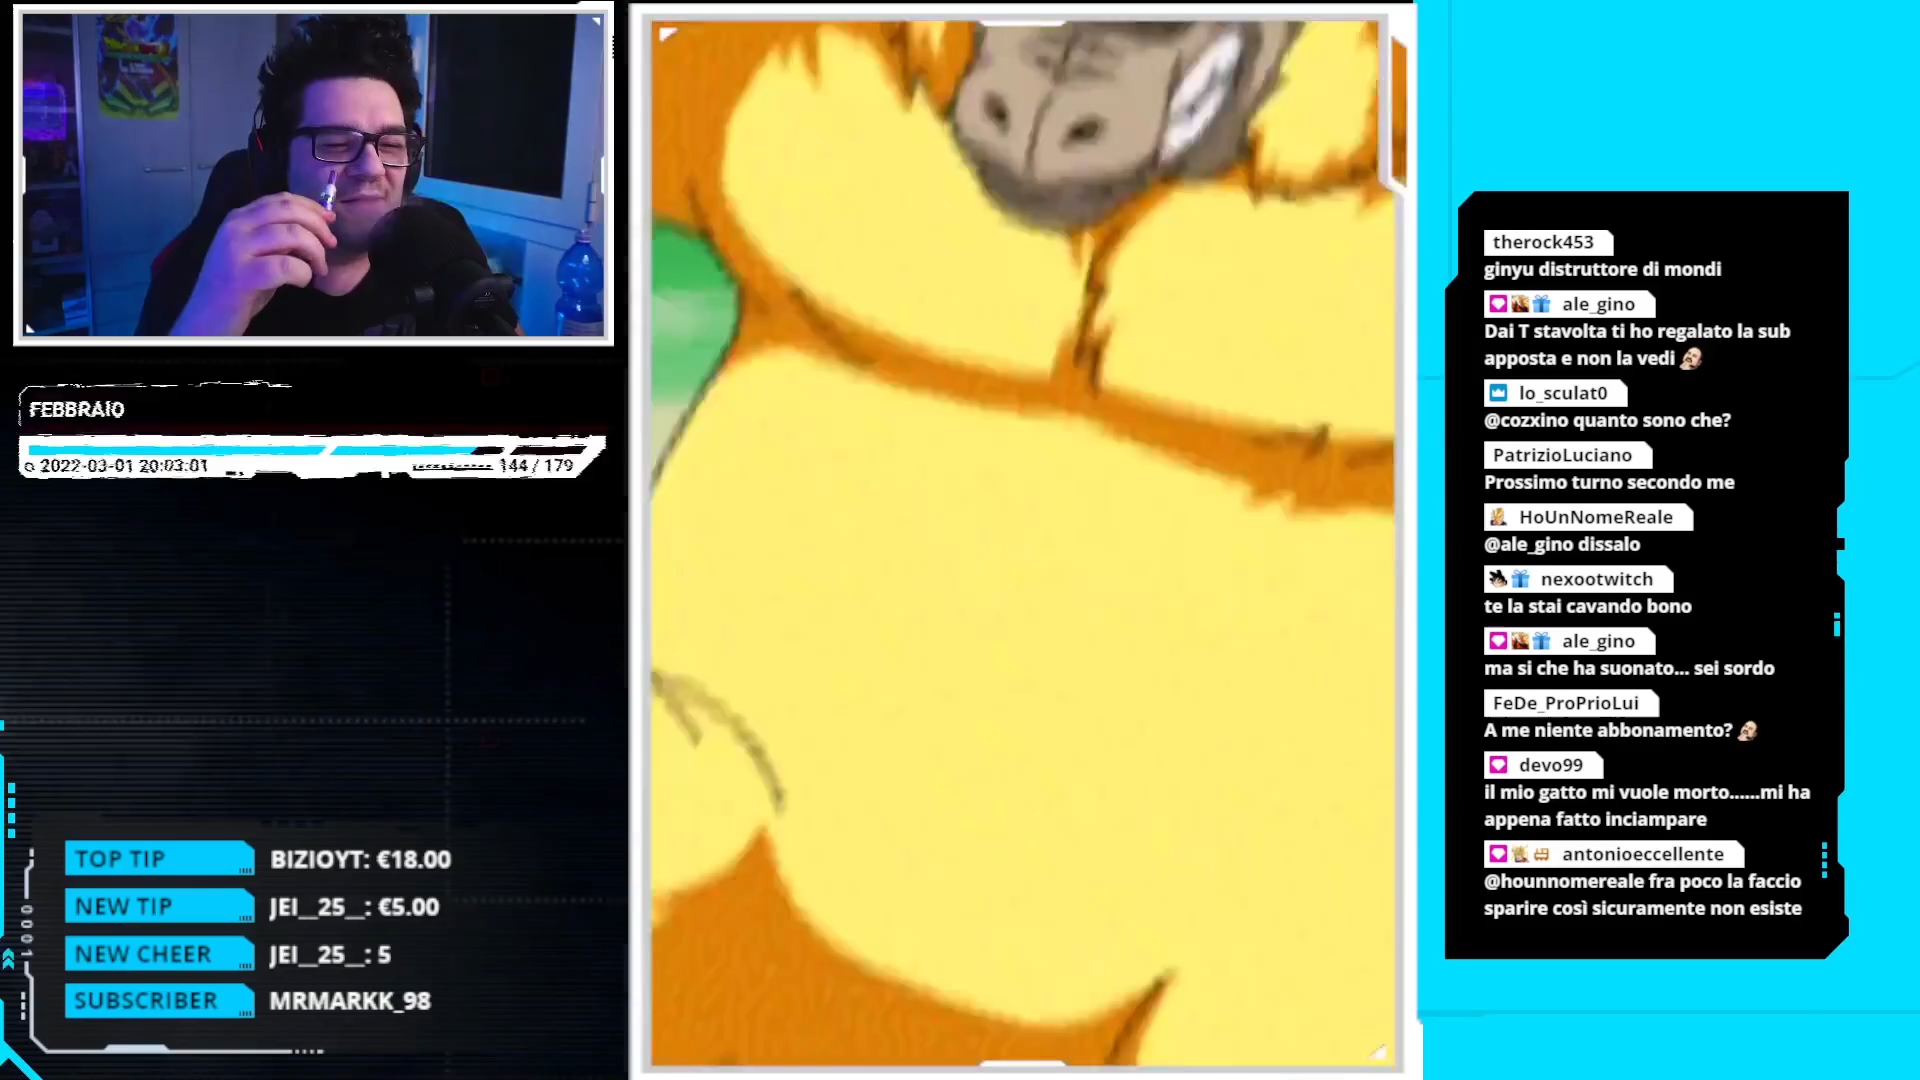 FEBBRAIO
2022-03-01 20:03:01
144 / 179
TOP TIP
BIZIOYT: €18.00
NEW TIP
JEI__25__: €5.00
NEW CHEER
JEI__25__: 5
SUBSCRIBER
MRMARKK_98
0001
therock453
ginyu distruttore di mondi
ale_gino
Dai T stavolta ti ho regalato la sub
apposta e non la vedi
lo_sculat0
@cozxino quanto sono che?
PatrizioLuciano
Prossimo turno secondo me
HoUnNomeReale
@ale_gino dissalo
nexootwitch
te la stai cavando bono
ale_gino
ma si che ha suonato... sei sordo
FeDe_ProPrioLui
A me niente abbonamento?
devo99
il mio gatto mi vuole morto......mi ha
appena fatto inciampare
antonioeccellente
@hounnomereale fra poco la faccio
sparire così sicuramente non esiste